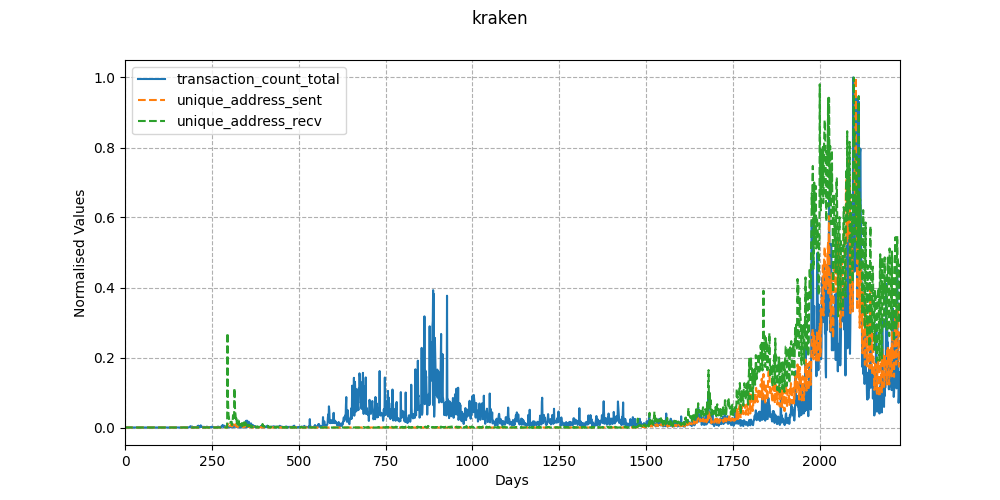 kraken
transaction_count_total
unique_address_sent
unique_address_recv
Normalised Values
1.0
0.8
0.6
0.4
0.2
0.0
0 250 500 750 1000 1250 1500 1750 2000
Days